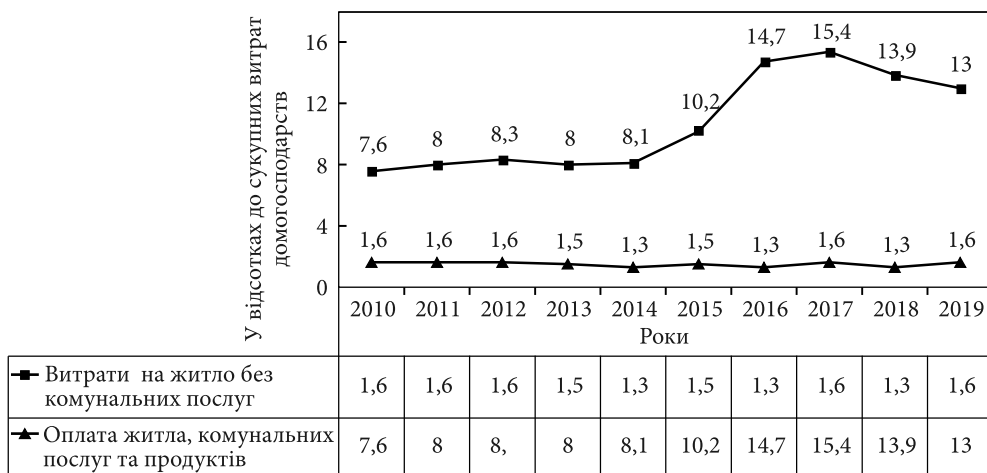 У відсотках до сукупних витрат
домогосподарств
16
12
8
4
0
7,6 8 8,3 8 8,1 10,2 14,7 15,4 13,9 13
1,6 1,6 1,6 1,5 1,3 1,5 1,3 1,6 1,3 1,6
2010 2011 2012 2013 2014 2015 2016 2017 2018 2019
Роки
Витрати на житло без
комунальних послуг
1,6 1,6 1,6 1,5 1,3 1,5 1,3 1,6 1,3 1,6
Оплата житла, комунальних
послуг та продуктів
7,6 8 8, 8 8,1 10,2 14,7 15,4 13,9 13